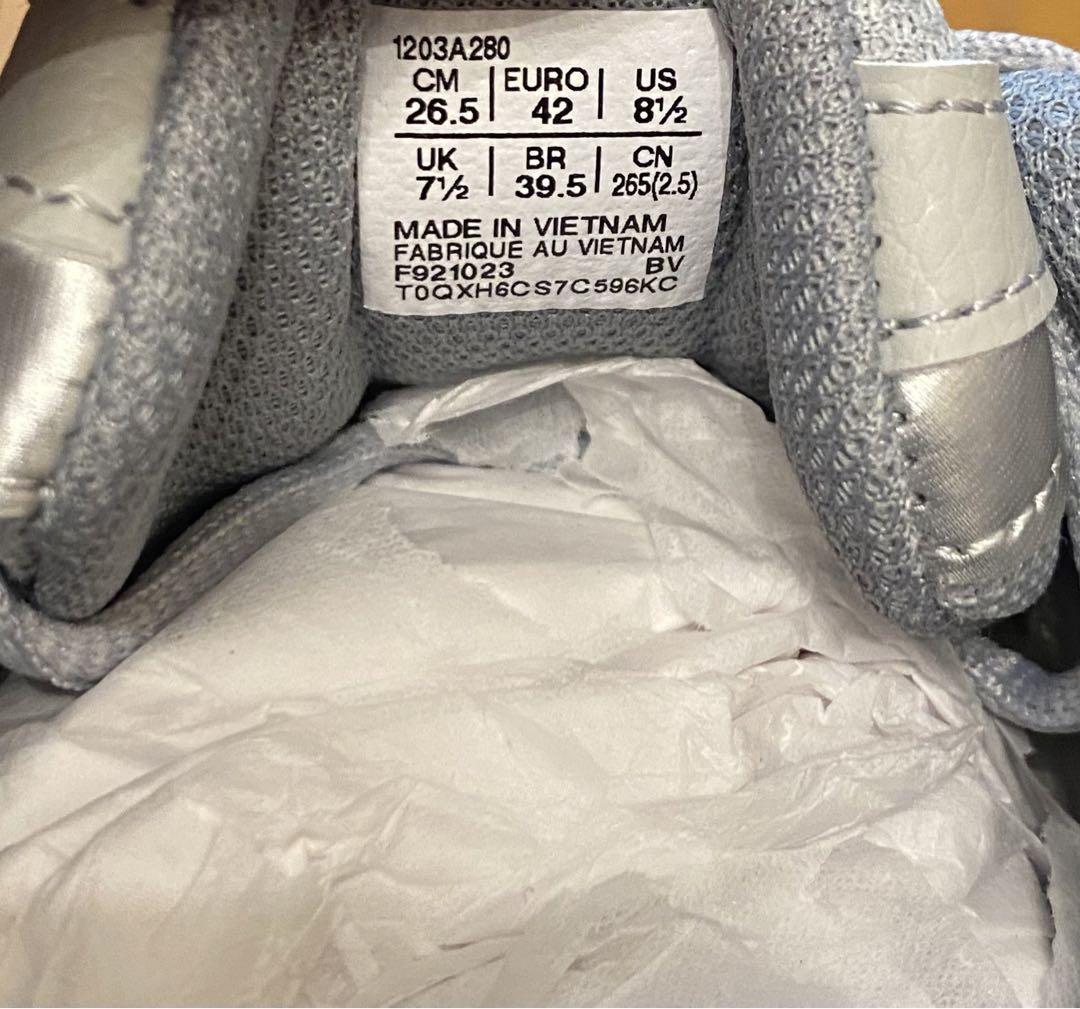 1203A280
CM | EURO | US
26.5 | 42 | 8½
UK | BR | CN
7½ | 39.5 | 265(2.5)
MADE IN VIETNAM
FABRIQUE AU VIETNAM
F921023 BV
T0QXH6CS7C596KC